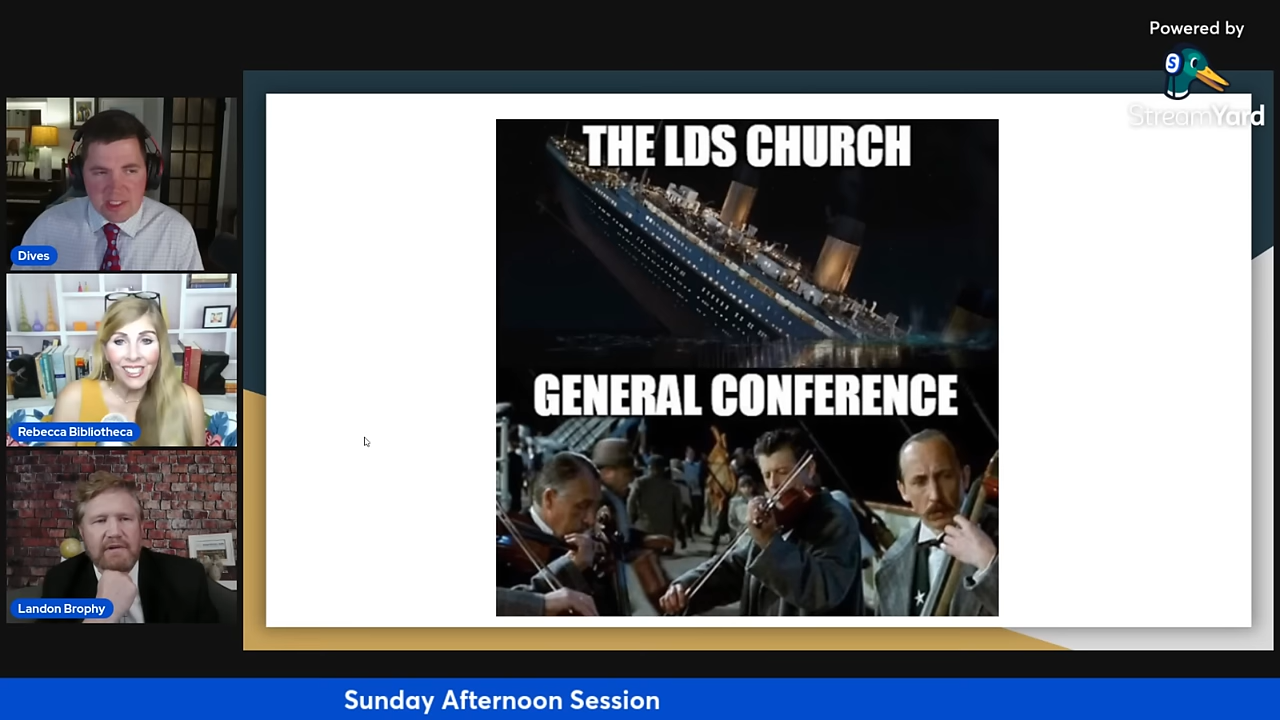 Powered by
S
StreamYard
THE LDS CHURCH
GENERAL CONFERENCE
Dives
Rebecca Bibliotheca
Landon Brophy
Sunday Afternoon Session